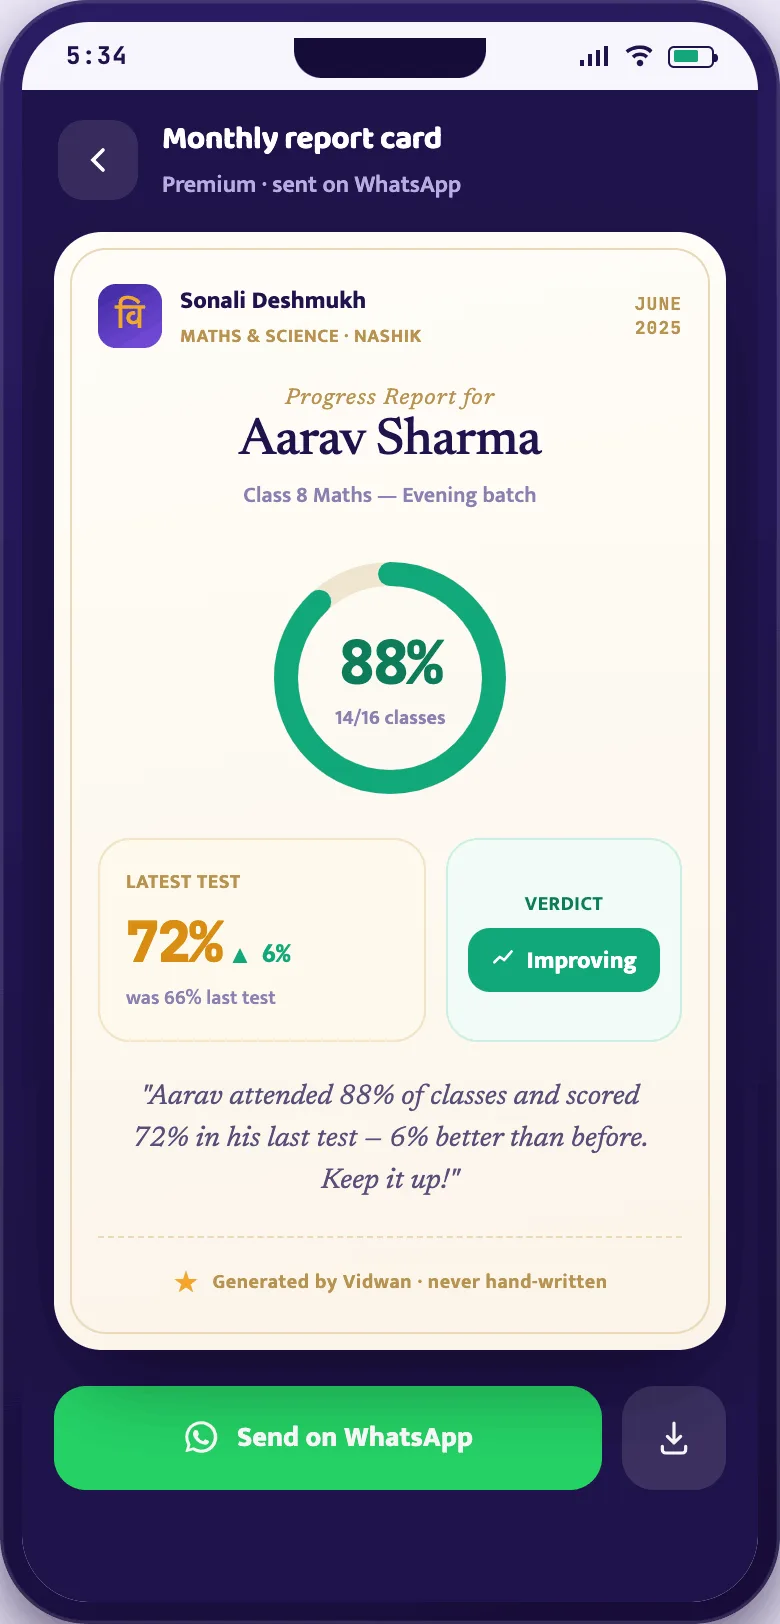 5:34
Monthly report card
Premium · sent on WhatsApp
वि
Sonali Deshmukh
MATHS & SCIENCE · NASHIK
JUNE
2025
Progress Report for
Aarav Sharma
Class 8 Maths — Evening batch
88%
14/16 classes
LATEST TEST
72% ▲ 6%
was 66% last test
VERDICT
Improving
"Aarav attended 88% of classes and scored
72% in his last test – 6% better than before.
Keep it up!"
★ Generated by Vidwan · never hand-written
Send on WhatsApp